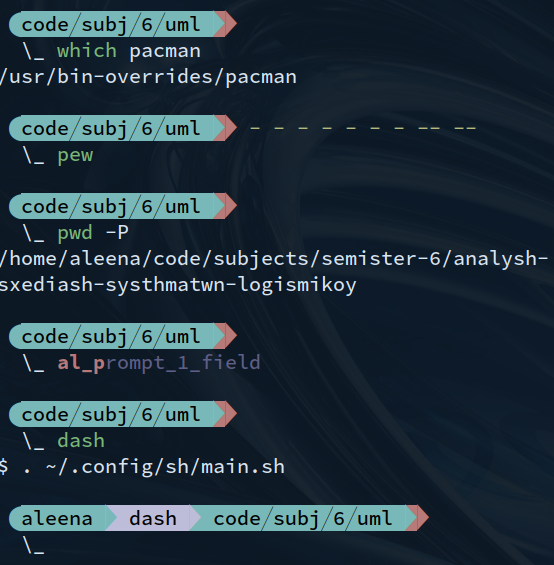 code/subj/6/uml
\_ which pacman
/usr/bin-overrides/pacman
code/subj/6/uml - - - - - - - -- --
\_ pew
code/subj/6/uml
\_ pwd -P
/home/aleena/code/subjects/semister-6/analysh-
sxediash-systhmatwn-logismikoy
code/subj/6/uml
\_ al_prompt_1_field
code/subj/6/uml
\_ dash
$ . ~/.config/sh/main.sh
aleena dash code/subj/6/uml
\_